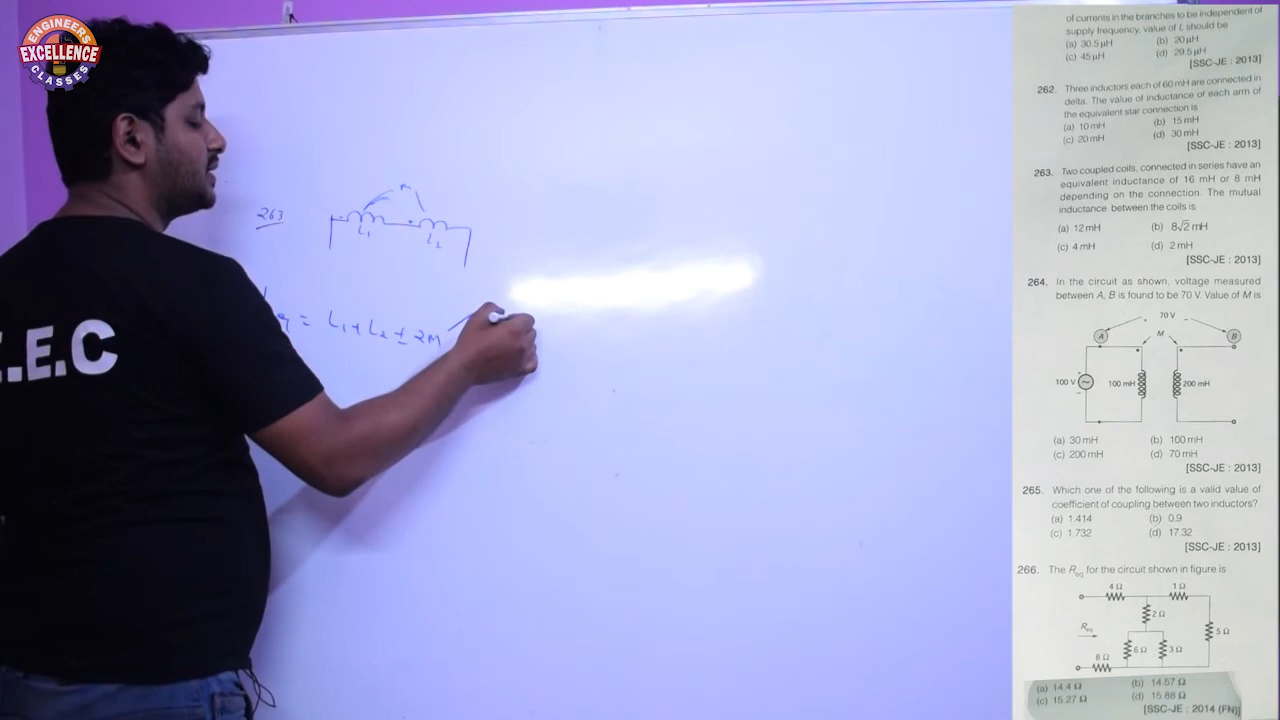 ENGINEERS
EXCELLENCE
CLASSES
E.C
263
M
L₁ L₂
= L₁ + L₂ ± 2M
of currents in the branches to be independent of
supply frequency, value of L should be
(a) 30.5 μH (b) 20 μH
(c) 45 μH (d) 29.5 μH
[SSC-JE : 2013]
262. Three inductors each of 60 mH are connected in
delta. The value of inductance of each arm of
the equivalent star connection is
(a) 10 mH (b) 15 mH
(c) 20 mH (d) 30 mH
[SSC-JE : 2013]
263. Two coupled coils, connected in series have an
equivalent inductance of 16 mH or 8 mH
depending on the connection. The mutual
inductance between the coils is
(a) 12 mH (b) 8√2 mH
(c) 4 mH (d) 2 mH
[SSC-JE : 2013]
264. In the circuit as shown, voltage measured
between A, B is found to be 70 V. Value of M is
+ 70 V −
A M B
100 V + ~ − 100 mH 200 mH
(a) 30 mH (b) 100 mH
(c) 200 mH (d) 70 mH
[SSC-JE : 2013]
265. Which one of the following is a valid value of
coefficient of coupling between two inductors?
(a) 1.414 (b) 0.9
(c) 1.732 (d) 17.32
[SSC-JE : 2013]
266. The Req for the circuit shown in figure is
4 Ω 1 Ω
2 Ω
Req 5 Ω
6 Ω 3 Ω
8 Ω
(a) 14.4 Ω (b) 14.57 Ω
(c) 15.27 Ω (d) 15.88 Ω
[SSC-JE : 2014 (FN)]